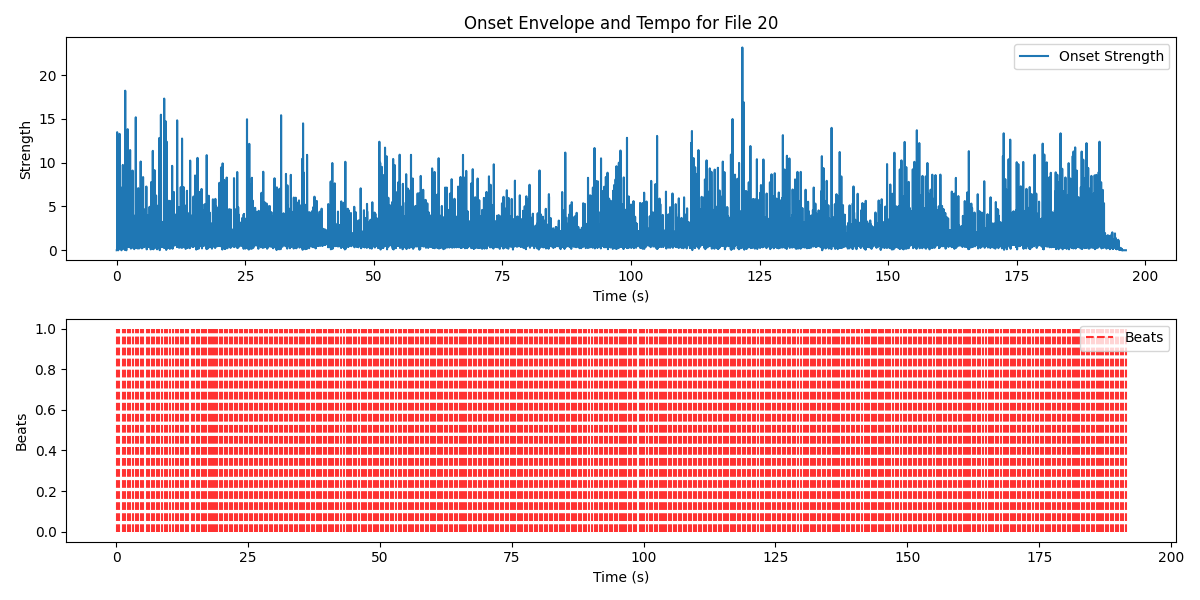 Onset Envelope and Tempo for File 20
Onset Strength
Strength
20
15
10
5
0
0 25 50 75 100 125 150 175 200
Time (s)
Beats
Beats
1.0
0.8
0.6
0.4
0.2
0.0
0 25 50 75 100 125 150 175 200
Time (s)